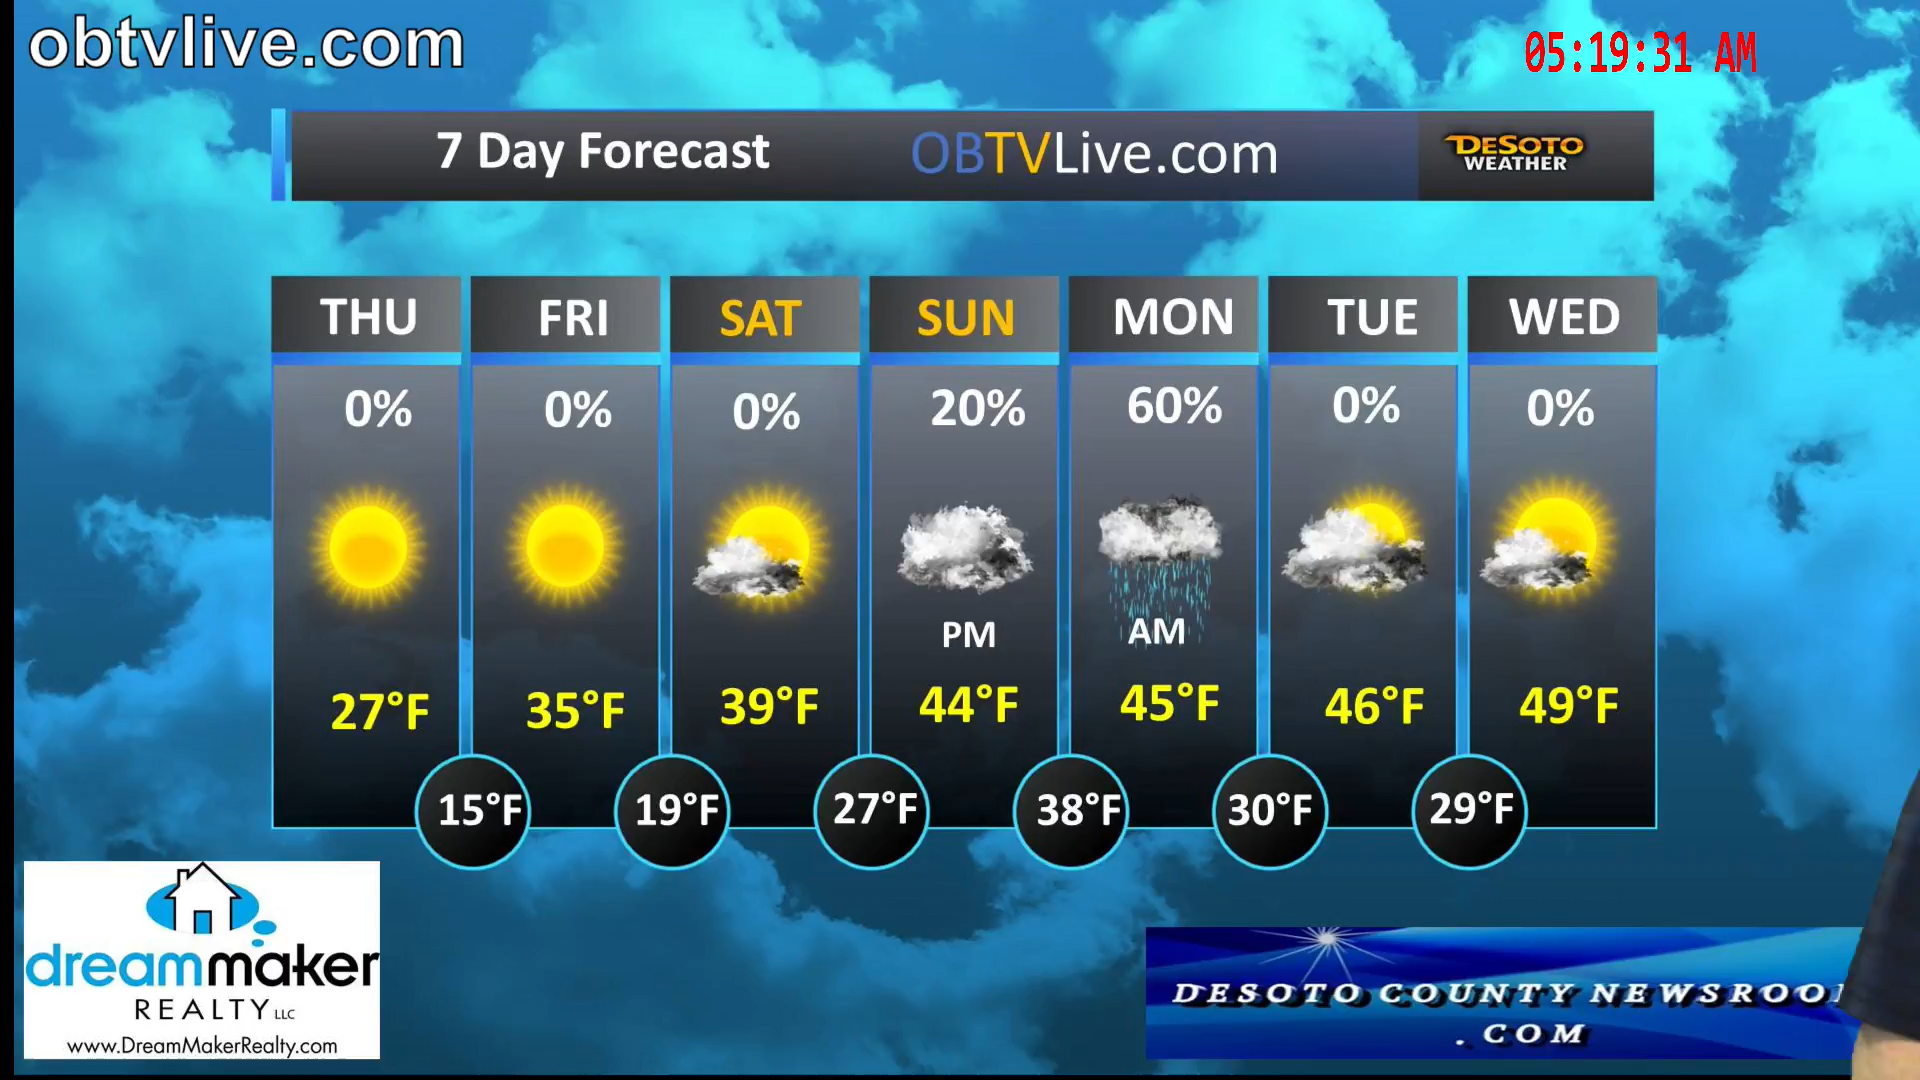 obtvlive.com
05:19:31 AM
7 Day Forecast
OBTVLive.com
DESOTO
WEATHER
THU FRI SAT SUN MON TUE WED
0% 0% 0% 20% 60% 0% 0%
PM AM
27°F 35°F 39°F 44°F 45°F 46°F 49°F
15°F 19°F 27°F 38°F 30°F 29°F
dreammaker
REALTY LLC
www.DreamMakerRealty.com
DESOTO COUNTY NEWSROO
.COM